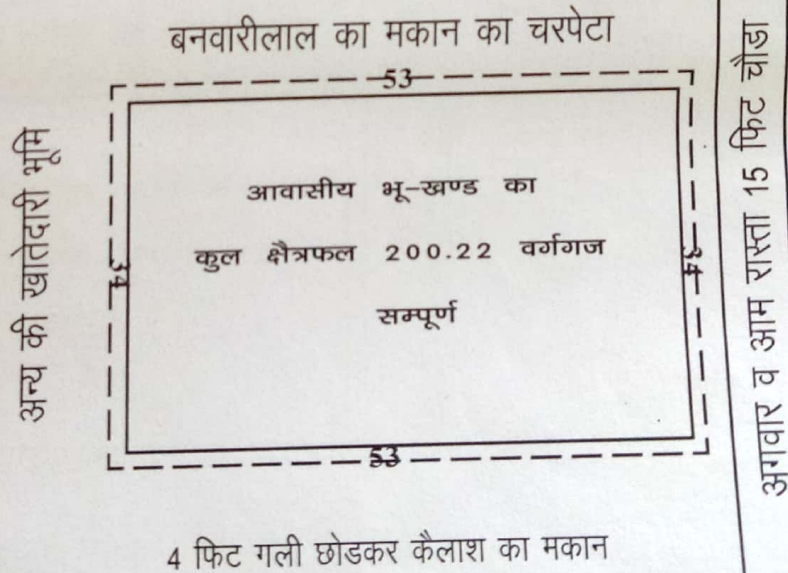 बनवारीलाल का मकान का चरपेटा
53
अन्य की खातेदारी भूमि
34
आवासीय भू-खण्ड का
कुल क्षैत्रफल 200.22 वर्गगज
सम्पूर्ण
34
अगवार व आम रास्ता 15 फिट चौडा
53
4 फिट गली छोडकर कैलाश का मकान